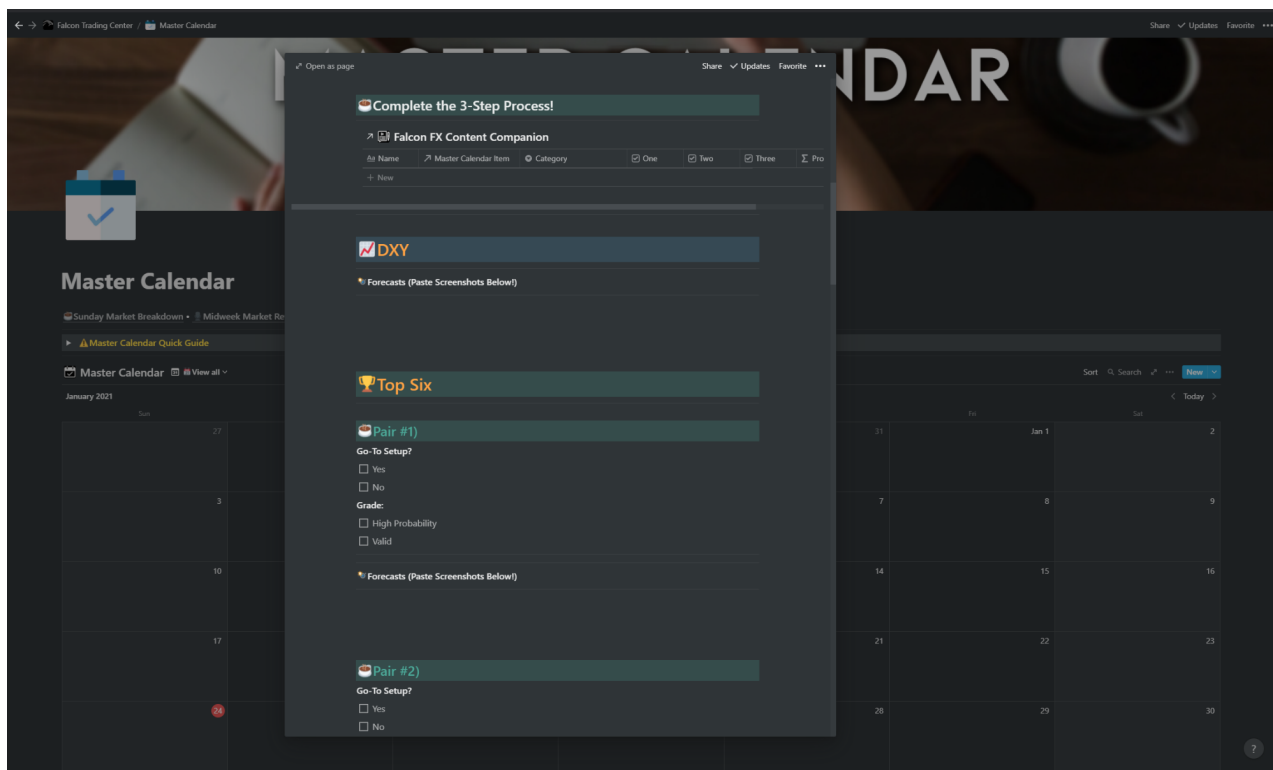 Falcon Trading Center / Master Calendar
Share Updates Favorite
NDAR
Open as page
Share Updates Favorite
Complete the 3-Step Process!
Falcon FX Content Companion
Aa Name Master Calendar Item Category One Two Three Σ Pro
+ New
DXY
Forecasts (Paste Screenshots Below!)
Top Six
Pair #1)
Go-To Setup?
Yes
No
Grade:
High Probability
Valid
Forecasts (Paste Screenshots Below!)
Pair #2)
Go-To Setup?
Yes
No
Master Calendar
Sunday Market Breakdown • Midweek Market Re
Master Calendar Quick Guide
Master Calendar View all
Sort Search New
January 2021
Today
Sun Fri Sat
27 31 Jan 1 2
3 7 8 9
10 14 15 16
17 21 22 23
24 28 29 30
?